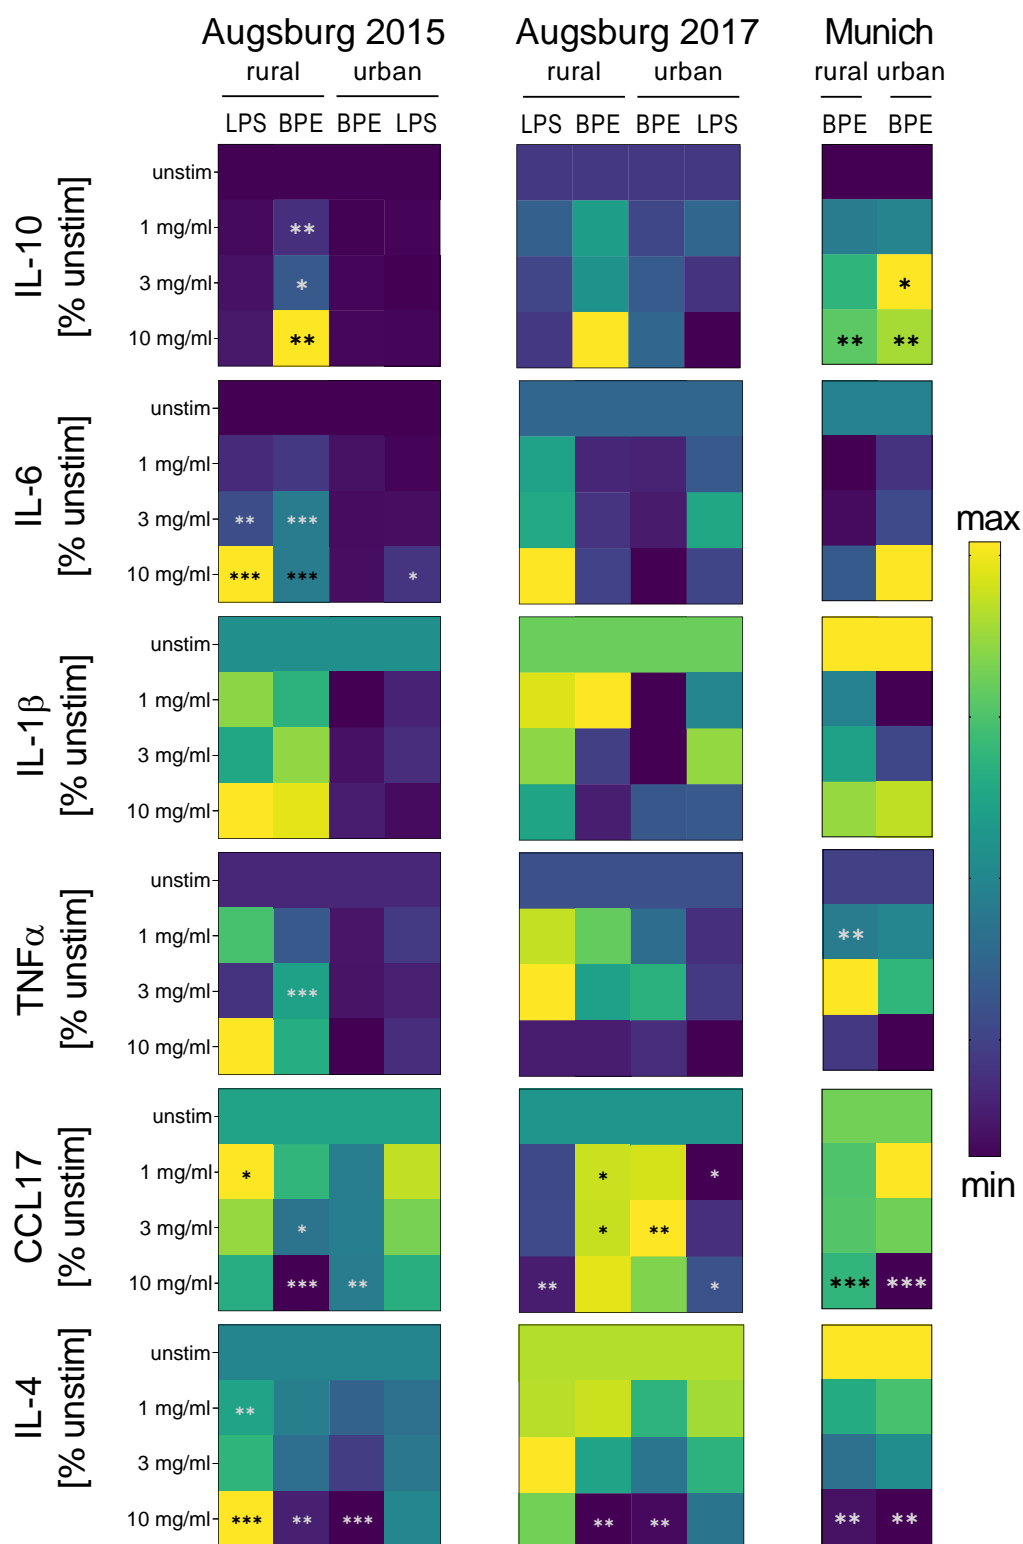 Augsburg 2015 Augsburg 2017 Munich
rural urban rural urban rural urban
LPS BPE BPE LPS LPS BPE BPE LPS BPE BPE
IL-10
[% unstim]
unstim
1 mg/ml **
3 mg/ml * *
10 mg/ml ** ** **
IL-6
[% unstim]
unstim
1 mg/ml
3 mg/ml ** ***
10 mg/ml *** *** *
max
IL-1β
[% unstim]
unstim
1 mg/ml
3 mg/ml
10 mg/ml
TNFα
[% unstim]
unstim
1 mg/ml **
3 mg/ml ***
10 mg/ml
CCL17
[% unstim]
unstim
1 mg/ml * * *
3 mg/ml * * **
10 mg/ml *** ** ** * *** ***
min
IL-4
[% unstim]
unstim
1 mg/ml **
3 mg/ml
10 mg/ml *** ** *** ** ** ** **